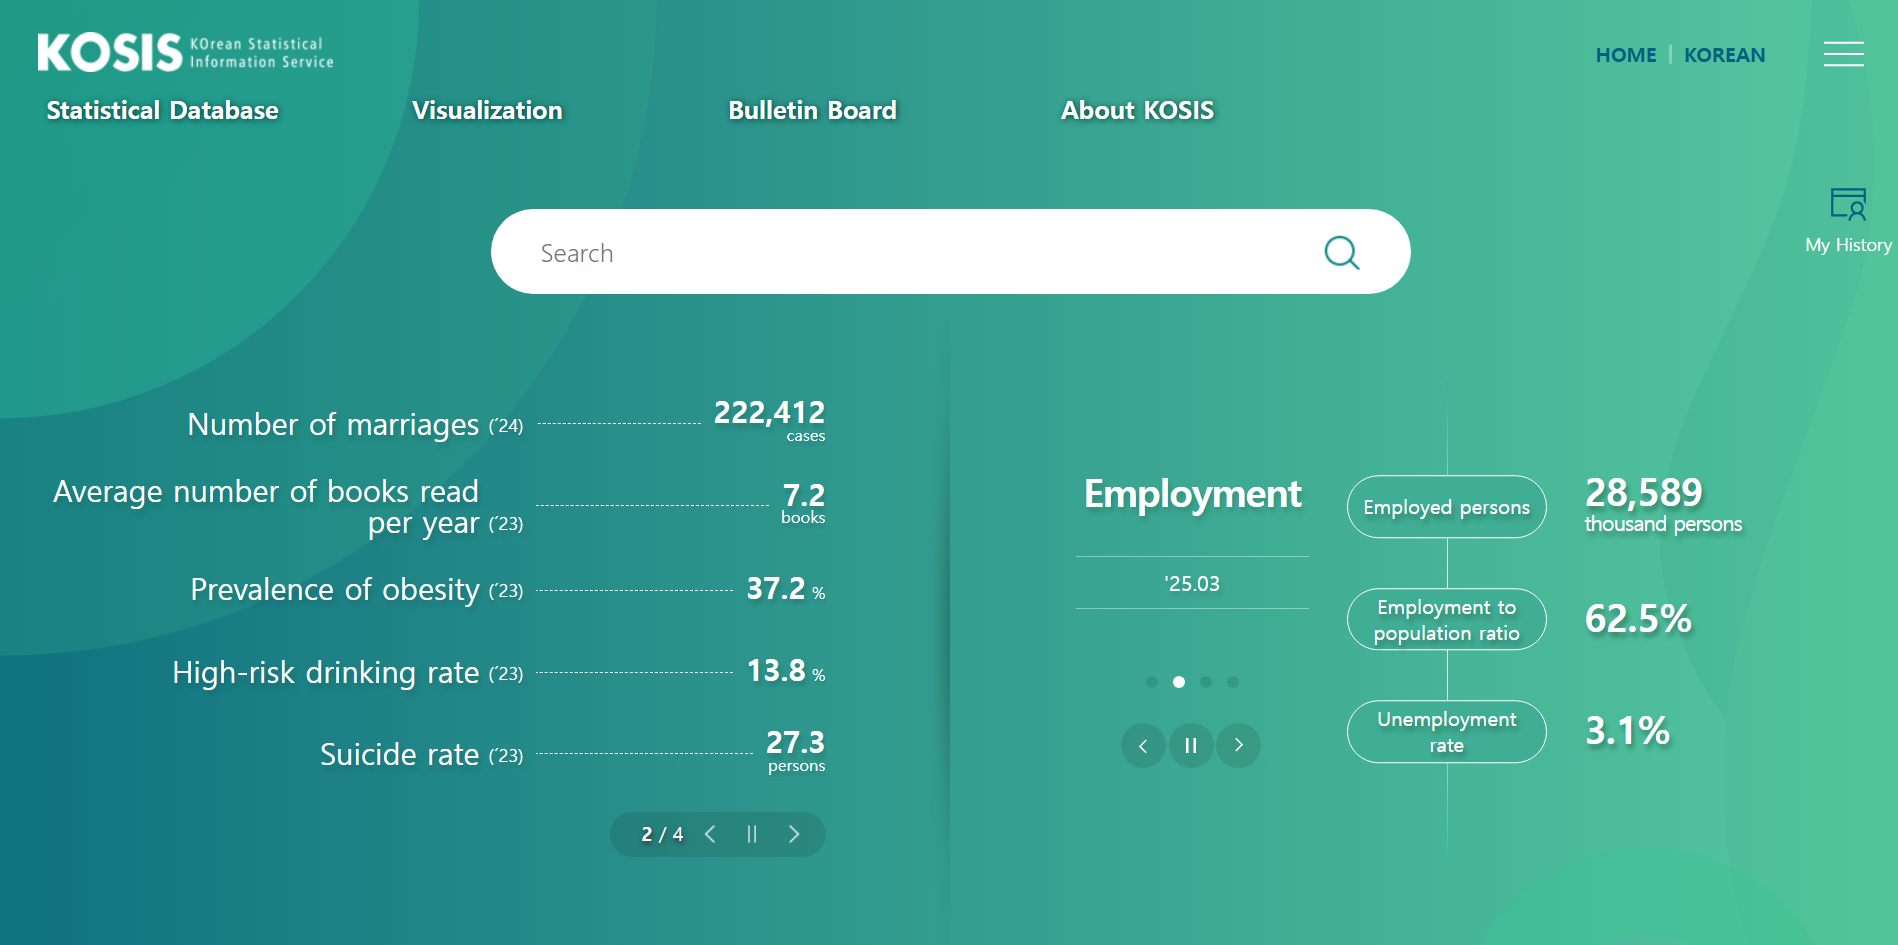 KOSIS KOrean Statistical
Information Service
HOME | KOREAN
Statistical Database
Visualization
Bulletin Board
About KOSIS
My History
Search
Number of marriages (´24) 222,412
cases
Average number of books read
per year (´23) 7.2
books
Prevalence of obesity (´23) 37.2 %
High-risk drinking rate (´23) 13.8 %
Suicide rate (´23) 27.3
persons
2 / 4
Employment
'25.03
Employed persons 28,589
thousand persons
Employment to
population ratio 62.5%
Unemployment
rate 3.1%